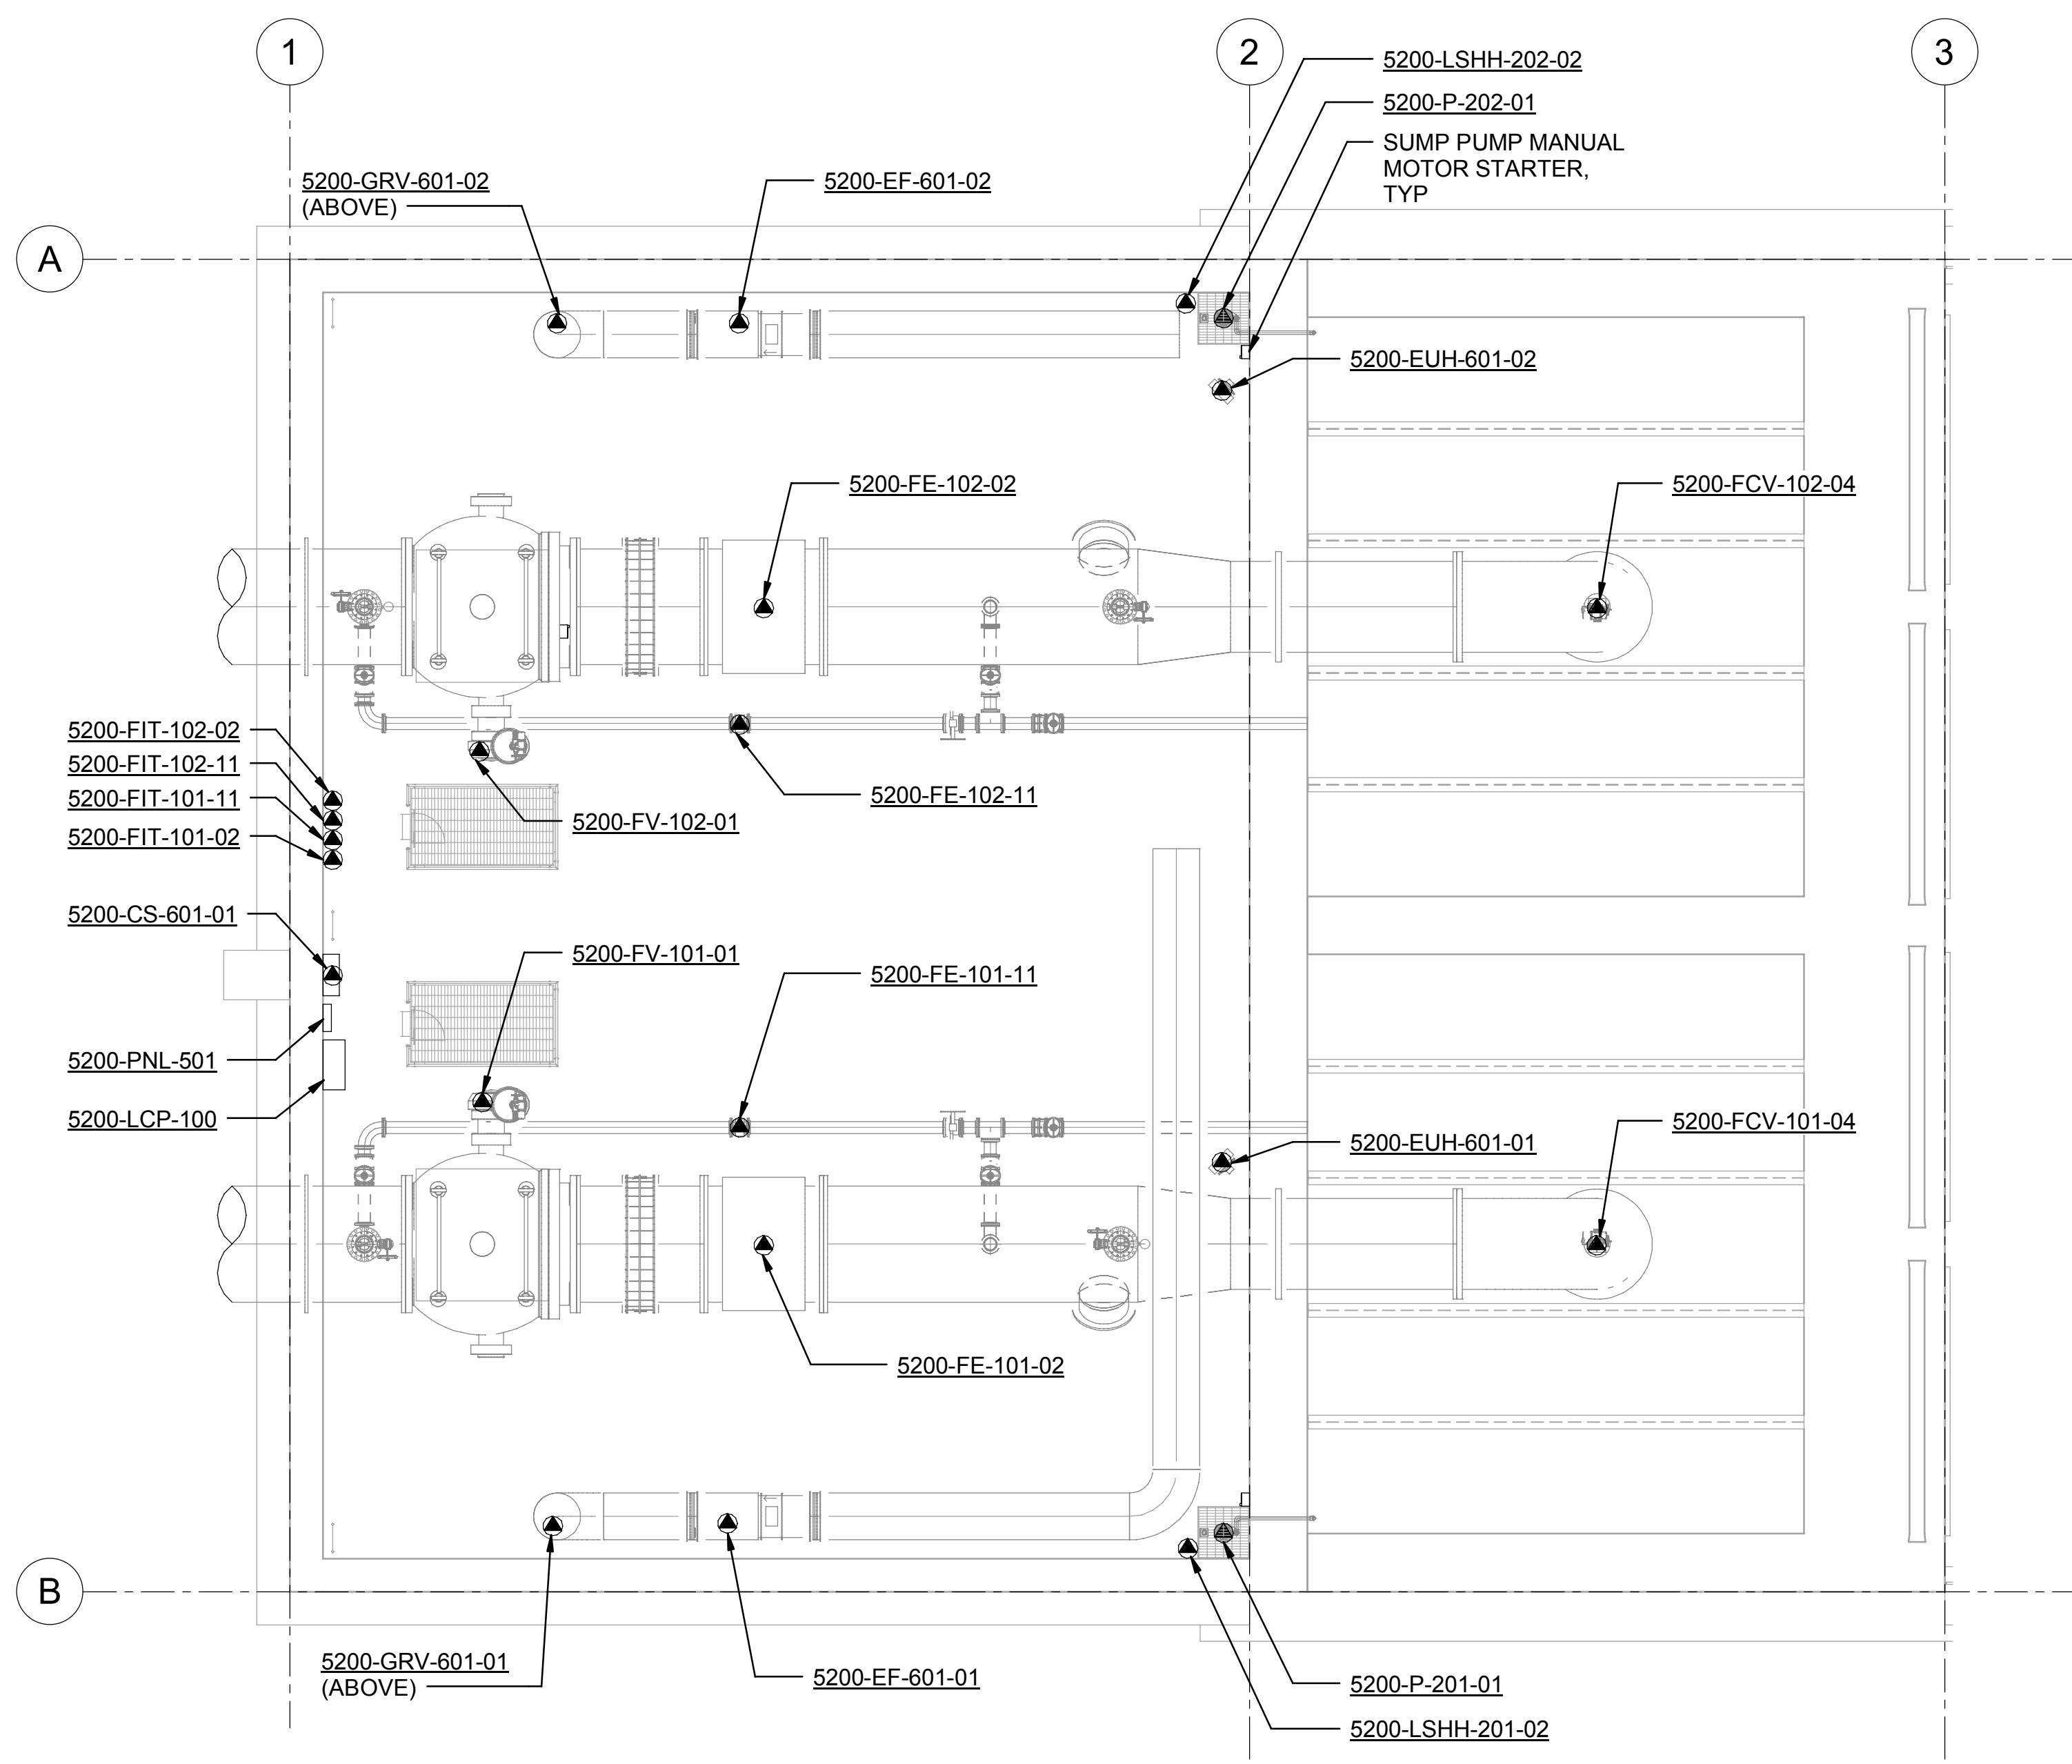 1
2
3
5200-LSHH-202-02
5200-P-202-01
SUMP PUMP MANUAL
MOTOR STARTER,
TYP
5200-GRV-601-02
(ABOVE)
5200-EF-601-02
A
5200-EUH-601-02
5200-FE-102-02
5200-FCV-102-04
5200-FIT-102-02
5200-FIT-102-11
5200-FIT-101-11
5200-FIT-101-02
5200-FE-102-11
5200-FV-102-01
5200-CS-601-01
5200-FV-101-01
5200-FE-101-11
5200-PNL-501
5200-LCP-100
5200-FCV-101-04
5200-EUH-601-01
5200-FE-101-02
B
5200-GRV-601-01
(ABOVE)
5200-EF-601-01
5200-P-201-01
5200-LSHH-201-02